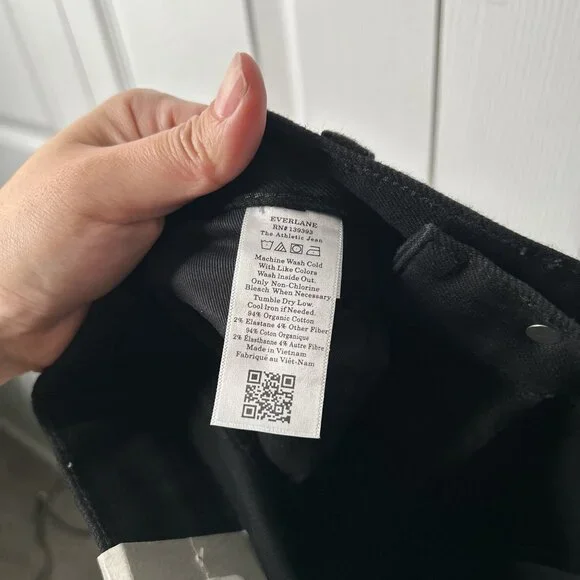 EVERLANE
RN# 139393
The Athletic Jean
Machine Wash Cold
With Like Colors
Wash Inside Out.
Only Non-Chlorine
Bleach When Necessary
Tumble Dry Low.
Cool Iron if Needed.
94% Organic Cotton
2% Elastane 4% Other Fiber
94% Coton Organique
2% Élasthanne 4% Autre Fibre
Made in Vietnam
Fabriqué au Viêt-Nam